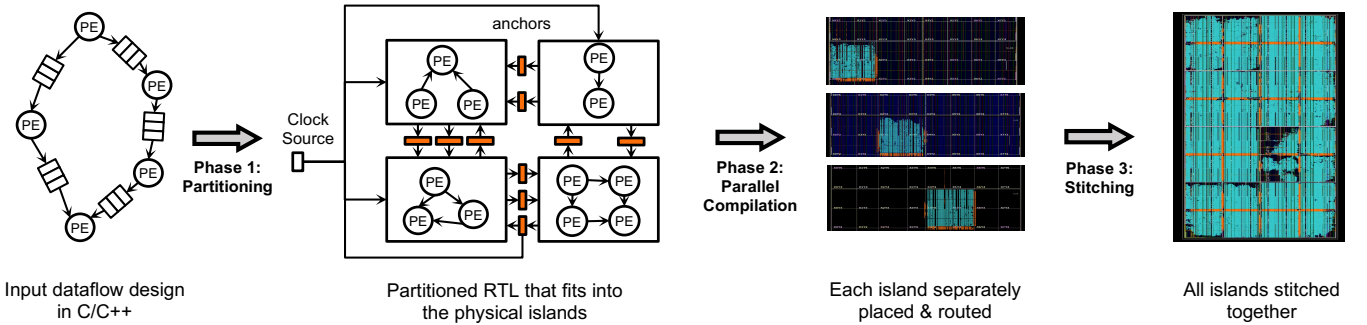 PE
PE
PE
PE
PE
Input dataflow design
in C/C++
Phase 1:
Partitioning
Clock
Source
anchors
PE
PE
PE
PE
PE
PE
PE
PE
PE
PE
PE
PE
Partitioned RTL that fits into
the physical islands
Phase 2:
Parallel
Compilation
Each island separately
placed & routed
Phase 3:
Stitching
All islands stitched
together